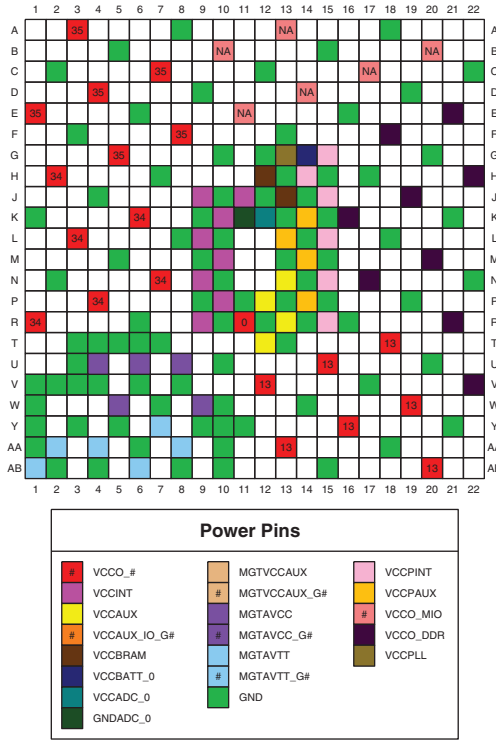 1 2 3 4 5 6 7 8 9 10 11 12 13 14 15 16 17 18 19 20 21 22
A 35 NA A
B NA NA B
C 35 NA C
D 35 NA D
E 35 NA E
F 35 F
G 35 G
H 34 H
J J
K 34 K
L 34 L
M M
N 34 N
P 34 P
R 34 0 R
T 13 T
U 13 U
V 13 V
W 13 W
Y 13 Y
AA 13 A
AB 13 A
1 2 3 4 5 6 7 8 9 10 11 12 13 14 15 16 17 18 19 20 21 22
Power Pins
# VCCO_#
VCCINT
VCCAUX
# VCCAUX_IO_G#
VCCBRAM
VCCBATT_0
VCCADC_0
GNDADC_0
MGTVCCAUX
# MGTVCCAUX_G#
MGTAVCC
# MGTAVCC_G#
MGTAVTT
# MGTAVTT_G#
GND
VCCPINT
VCCPAUX
# VCCO_MIO
VCCO_DDR
VCCPLL